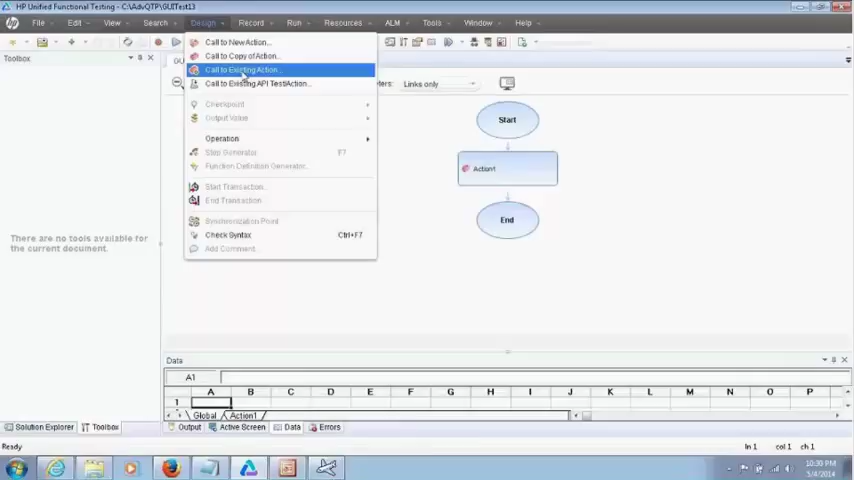 HP Unified Functional Testing - C:\AdvQTP\GUITest13
File Edit View Search Design Record Run Resources ALM Tools Window Help
Toolbox
Call to New Action...
Call to Copy of Action...
Call to Existing Action...
Call to Existing API Test/Action...
Checkpoint
Output Value
Operation
Step Generator... F7
Function Definition Generator...
Start Transaction...
End Transaction...
Synchronization Point
Check Syntax Ctrl+F7
Add Comment...
Links only
Start
Action1
End
There are no tools available for
the current document.
Data
A1
A B C D E F G H I J K L M N O P
1
Global Action1
Solution Explorer Toolbox Output Active Screen Data Errors
Ready ln 1 col 1 ch 1
10:30 PM
5/4/2014